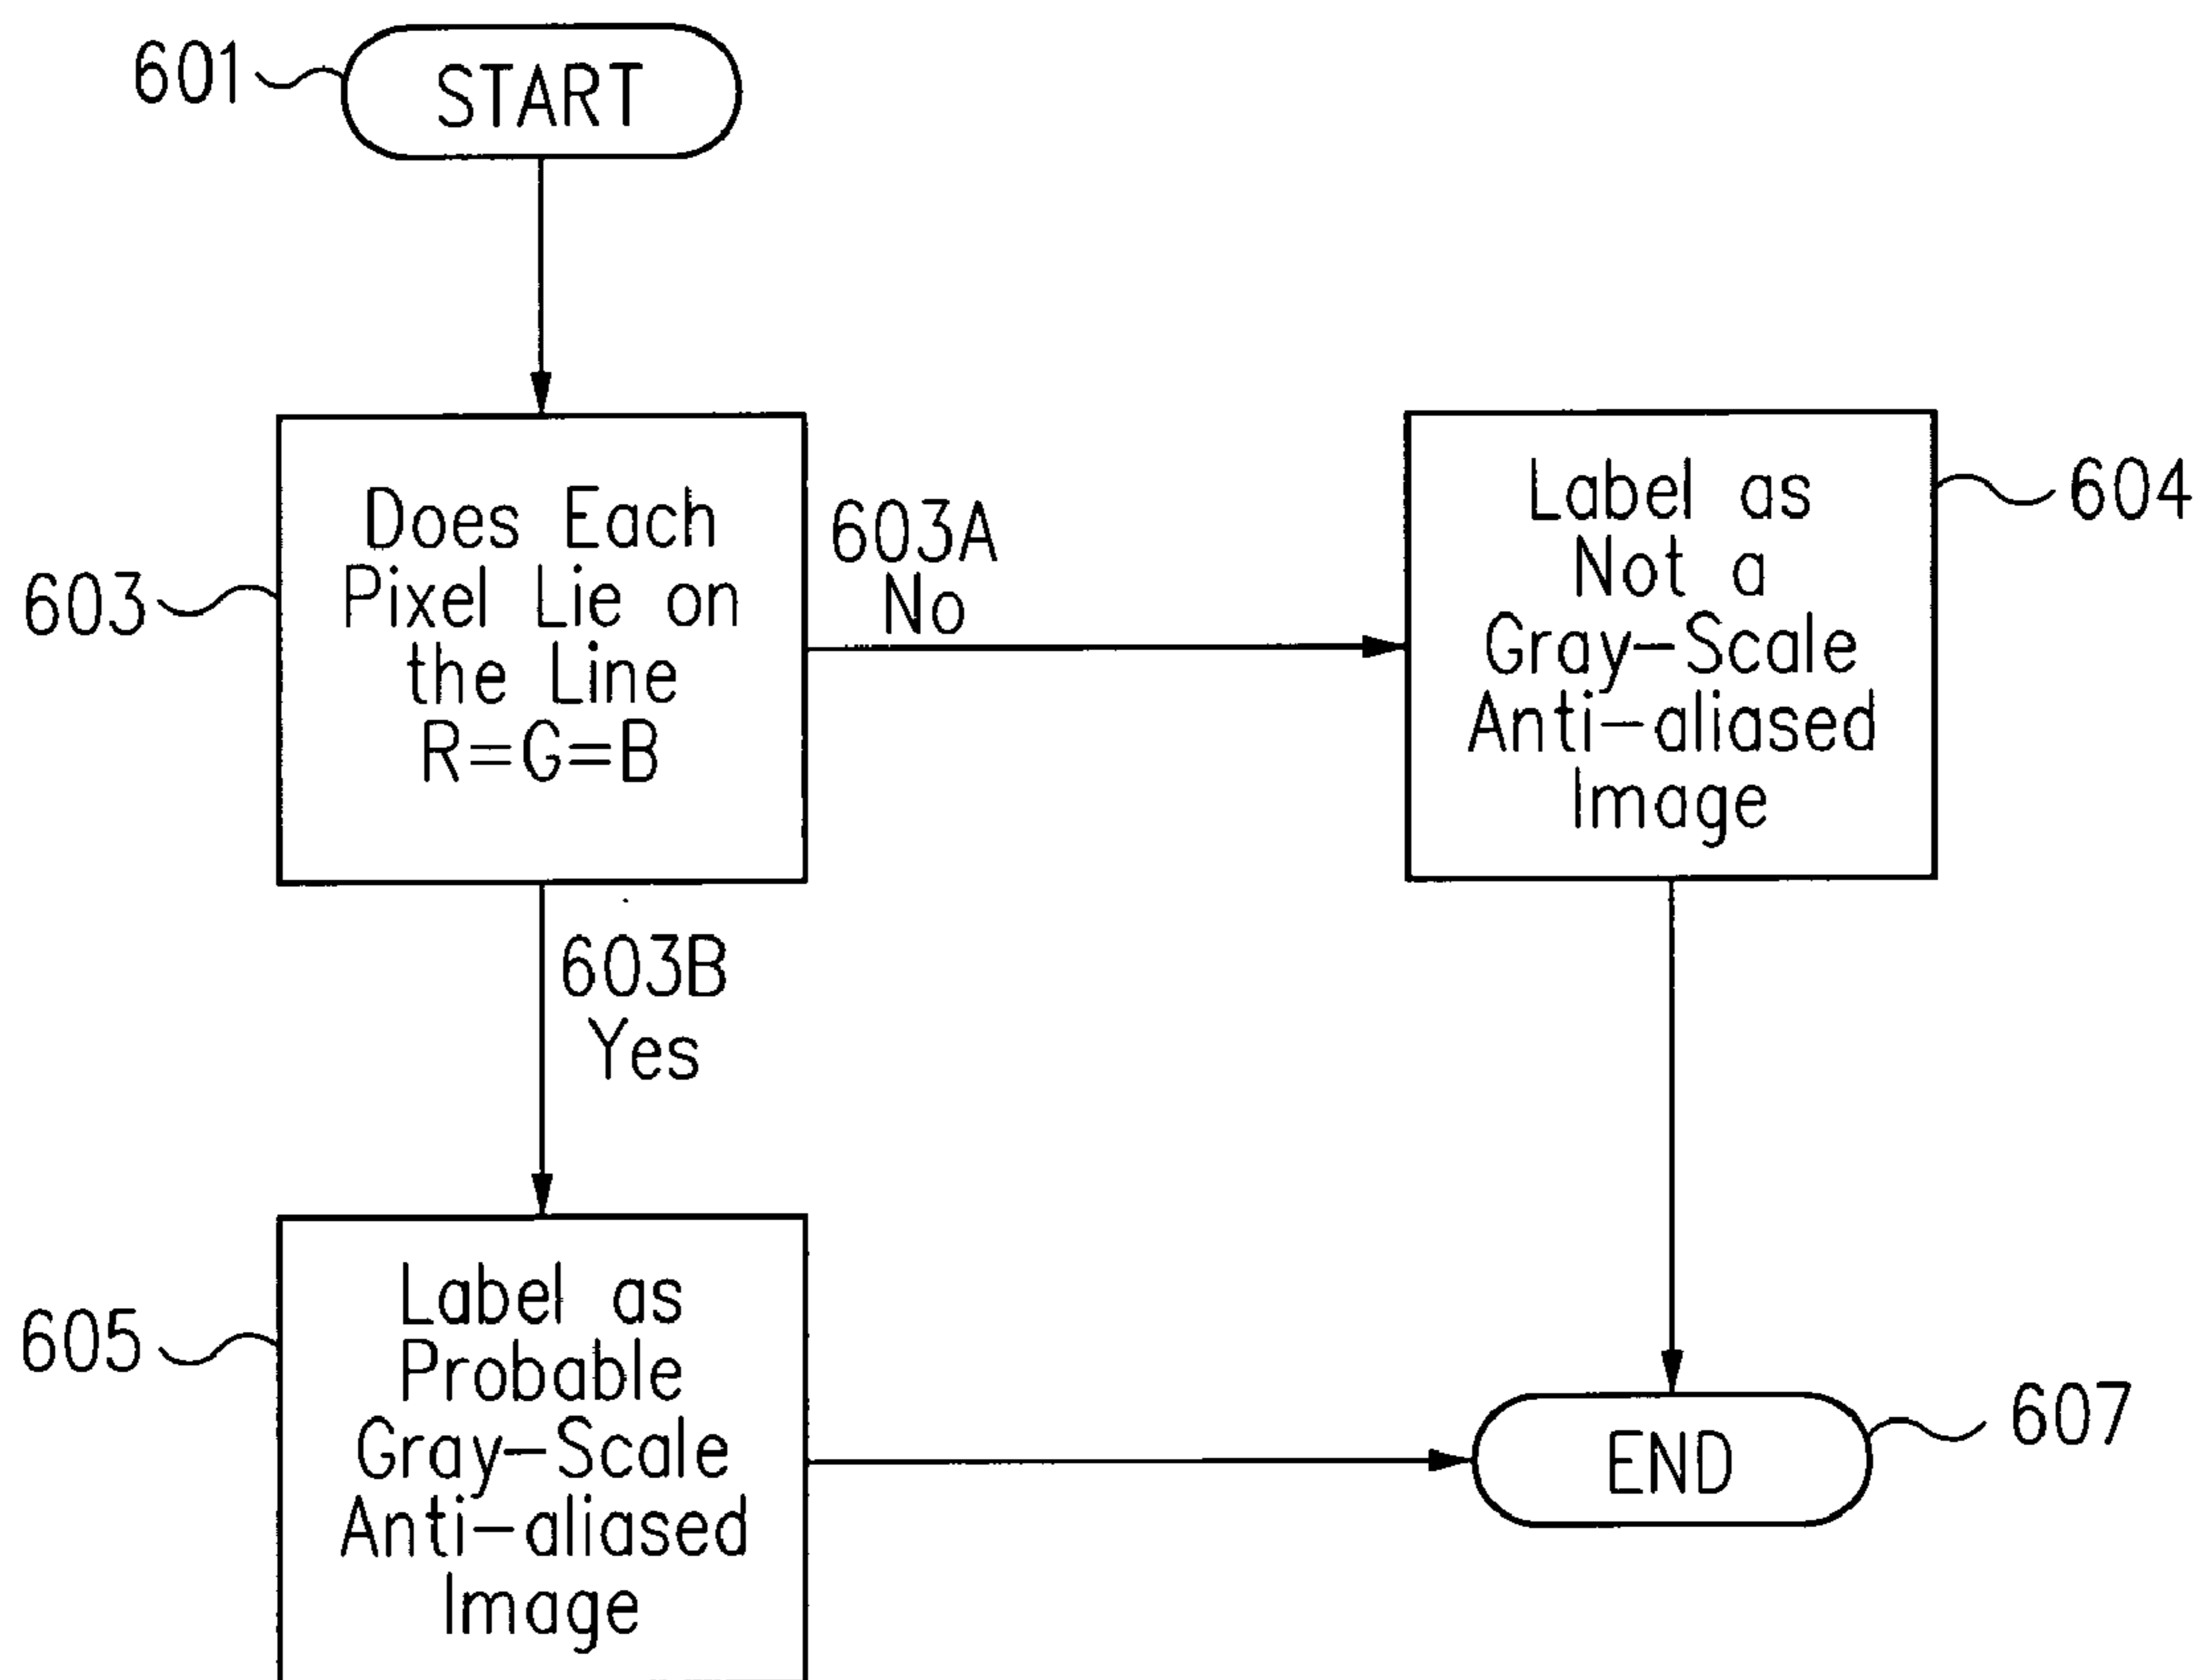 601
START
603
Does Each
Pixel Lie on
the Line
R=G=B
603A
No
Label as
Not a
Gray-Scale
Anti-aliased
Image
604
603B
Yes
605
Label as
Probable
Gray-Scale
Anti-aliased
Image
END
607